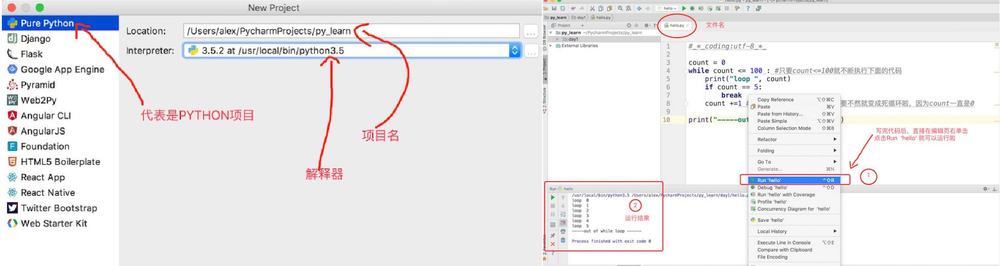 New Project
Pure Python
Django
Flask
Google App Engine
Pyramid
Web2Py
Angular CLI
AngularJS
Foundation
HTML5 Boilerplate
React App
React Native
Twitter Bootstrap
Web Starter Kit
Location: /Users/alex/PycharmProjects/py_learn ...
Interpreter: 3.5.2 at /usr/local/bin/python3.5 ...
代表是PYTHON项目
项目名
解释器
hello.py - py_learn - [~/PycharmProjects/py_learn]
hello
py_learn day1 hello.py
Project
hello.py
文件名
py_learn ~/PycharmProjects/py_learn
day1
External Libraries
DB Browser
1: Project
7: Structure
2: Favorites
1 #_*_coding:utf-8_*_
2
3 count = 0
4 while count <= 100 : #只要count<=100就不断执行下面的代码
5 print("loop ", count)
6 if count == 5:
7 break
8 count +=1 # 要不然就变成死循环啦，因为count一直是0
9
10 print("-----out )
Copy Reference ⌥⇧⌘C
Paste ⌘V
Paste from History... ⇧⌘V
Paste Simple ⌥⇧⌘V
Column Selection Mode ⇧⌘8
Refactor
Folding
Go To
Generate... ⌘N
Run 'hello' ^⇧R
Debug 'hello' ^⇧D
Run 'hello' with Coverage
Profile 'hello'
Concurrency Diagram for 'hello'
Save 'hello'
Local History
Execute Line in Console ⌥⇧E
Compare with Clipboard
File Encoding
写完代码后，直接在编辑页右单击
点击Run 'hello' 就可以运行啦
1
Run hello
/usr/local/bin/python3.5 /Users/alex/PycharmProjects/py_learn/day1/hello.p
loop 0
loop 1
loop 2
loop 3
loop 4
loop 5
-----out of while loop ------
Process finished with exit code 0
2
运行结果